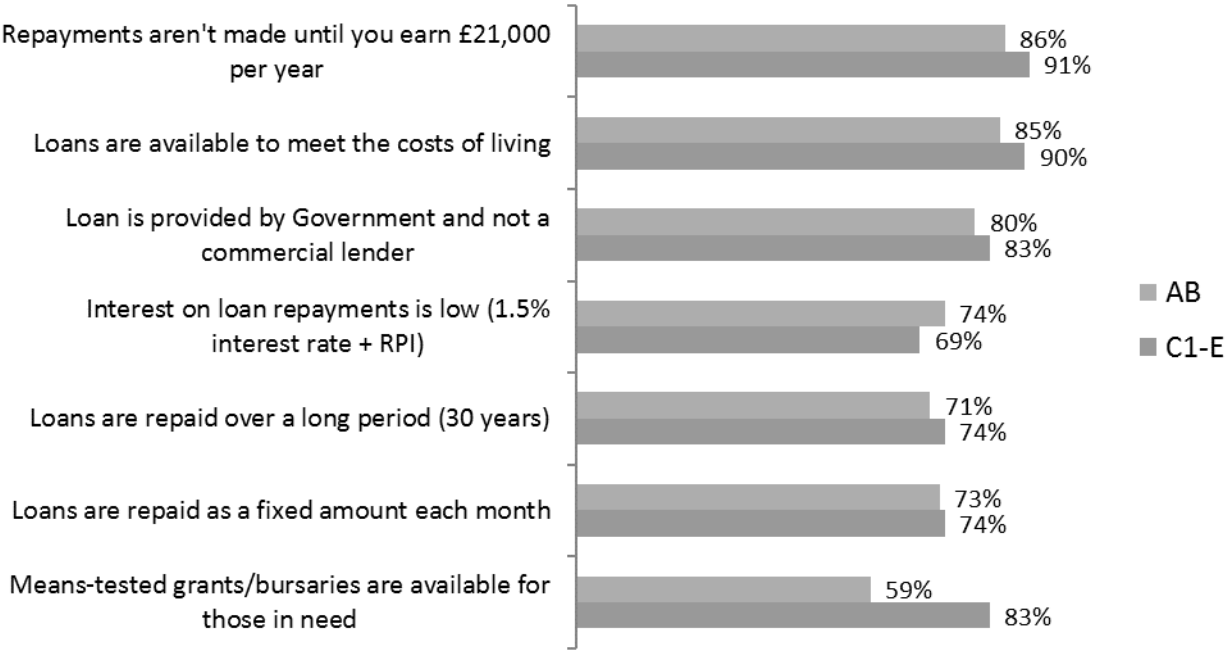 Repayments aren't made until you earn £21,000
per year
86%
91%
Loans are available to meet the costs of living
85%
90%
Loan is provided by Government and not a
commercial lender
80%
83%
Interest on loan repayments is low (1.5%
interest rate + RPI)
74%
69%
Loans are repaid over a long period (30 years)
71%
74%
Loans are repaid as a fixed amount each month
73%
74%
Means-tested grants/bursaries are available for
those in need
59%
83%
AB
C1-E